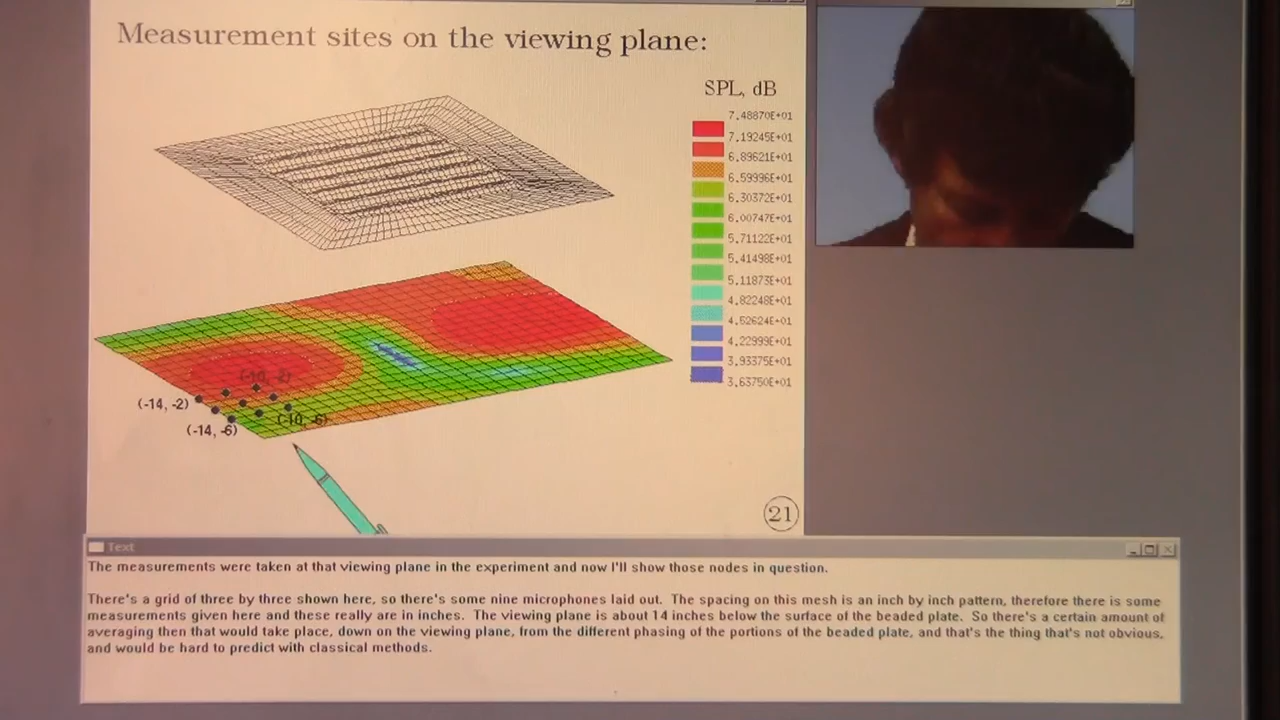 Measurement sites on the viewing plane:
SPL, dB
7.48870E+01
7.19245E+01
6.89621E+01
6.59996E+01
6.30372E+01
6.00747E+01
5.71122E+01
5.41498E+01
5.11873E+01
4.82248E+01
4.52624E+01
4.22999E+01
3.93375E+01
3.63750E+01
(-10, -2)
(-14, -2)
(-10, -6)
(-14, -6)
21
Text
The measurements were taken at that viewing plane in the experiment and now I'll show those nodes in question.
There's a grid of three by three shown here, so there's some nine microphones laid out. The spacing on this mesh is an inch by inch pattern, therefore there is some
measurements given here and these really are in inches. The viewing plane is about 14 inches below the surface of the beaded plate. So there's a certain amount of
averaging then that would take place, down on the viewing plane, from the different phasing of the portions of the beaded plate, and that's the thing that's not obvious,
and would be hard to predict with classical methods.